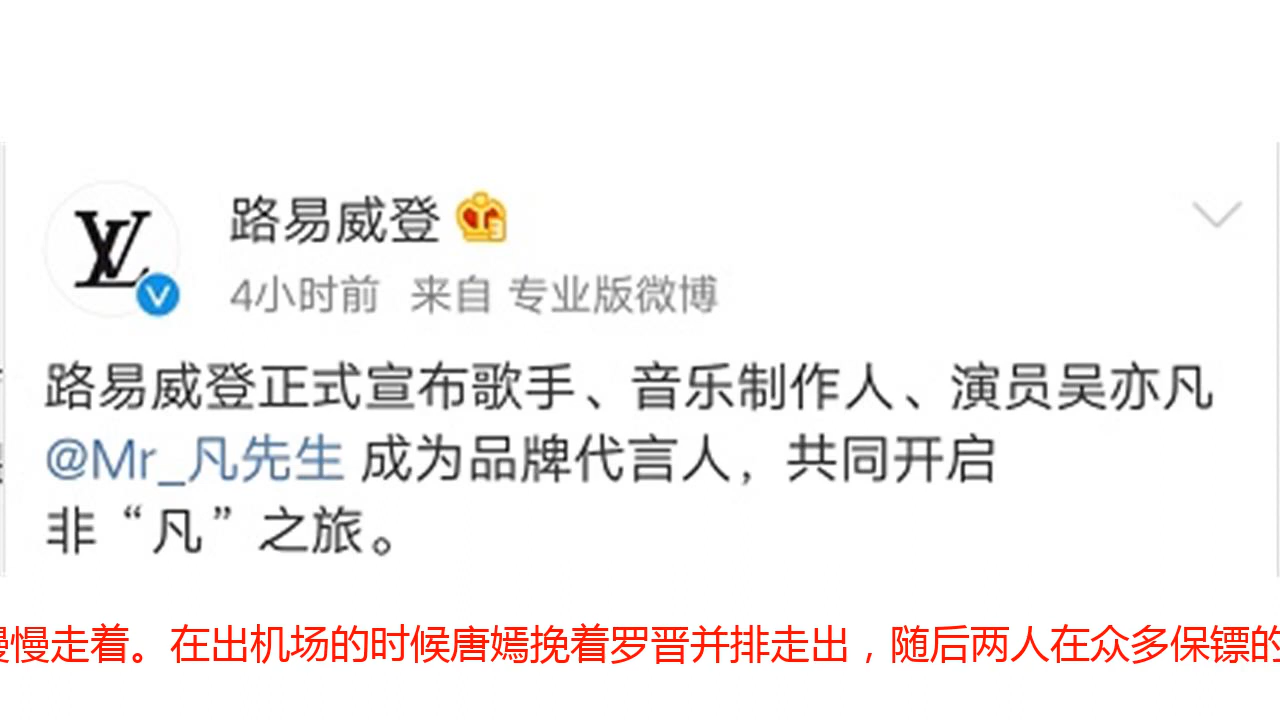 路易威登
4小时前 来自 专业版微博
路易威登正式宣布歌手、音乐制作人、演员吴亦凡
@Mr_凡先生 成为品牌代言人，共同开启
非“凡”之旅。
慢走着。在出机场的时候唐嫣挽着罗晋并排走出，随后两人在众多保镖的